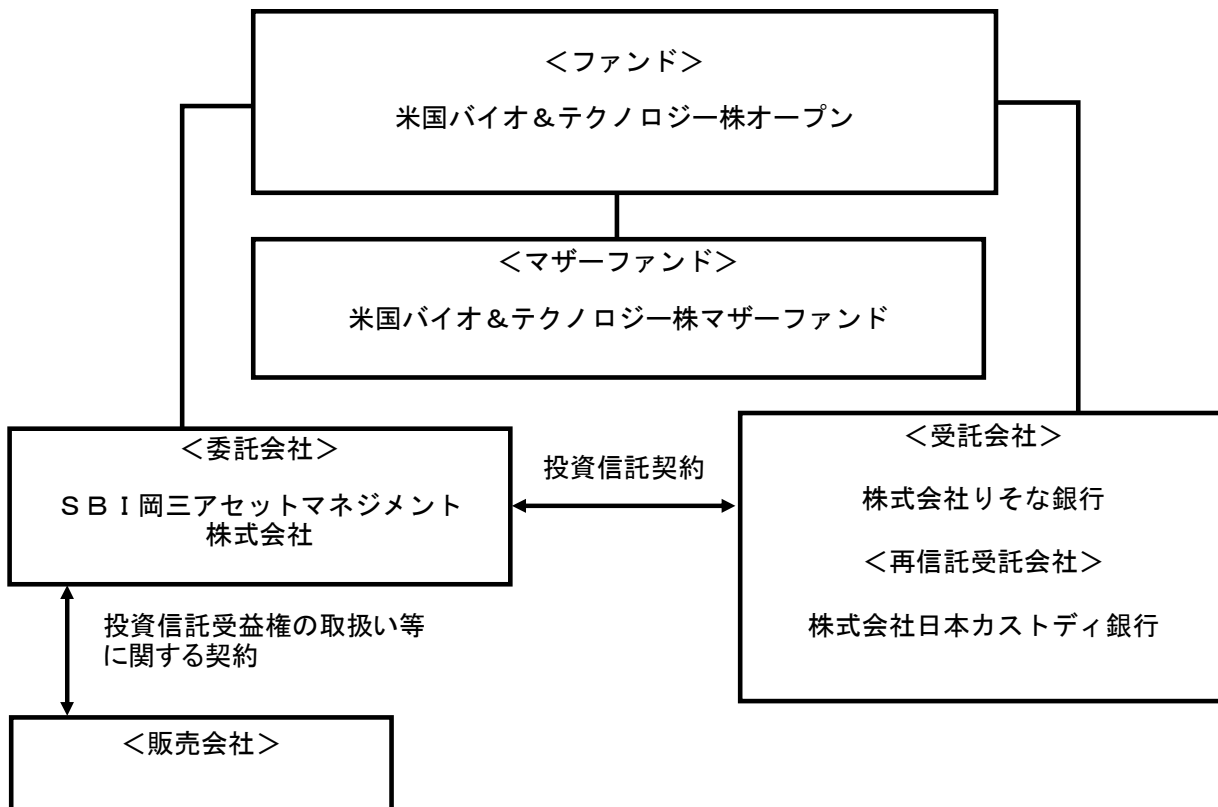 ＜ファンド＞
米国バイオ＆テクノロジー株オープン
＜マザーファンド＞
米国バイオ＆テクノロジー株マザーファンド
＜委託会社＞
ＳＢＩ岡三アセットマネジメント
株式会社
投資信託契約
＜受託会社＞
株式会社りそな銀行
＜再信託受託会社＞
株式会社日本カストディ銀行
投資信託受益権の取扱い等
に関する契約
＜販売会社＞